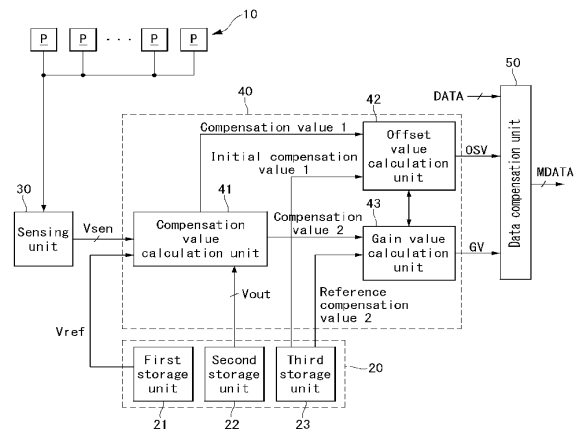 10
P P . . . P P
50
40
42
DATA
Compensation value 1
Offset
value
calculation
unit
OSV
Initial compensation
value 1
Data compensation unit
MDATA
30
41
43
Sensing
unit
Vsen
Compensation
value
calculation unit
Compensation
value 2
Gain value
calculation
unit
GV
Vout
Reference
compensation
value 2
Vref
First
storage
unit
Second
storage
unit
Third
storage
unit
20
21
22
23